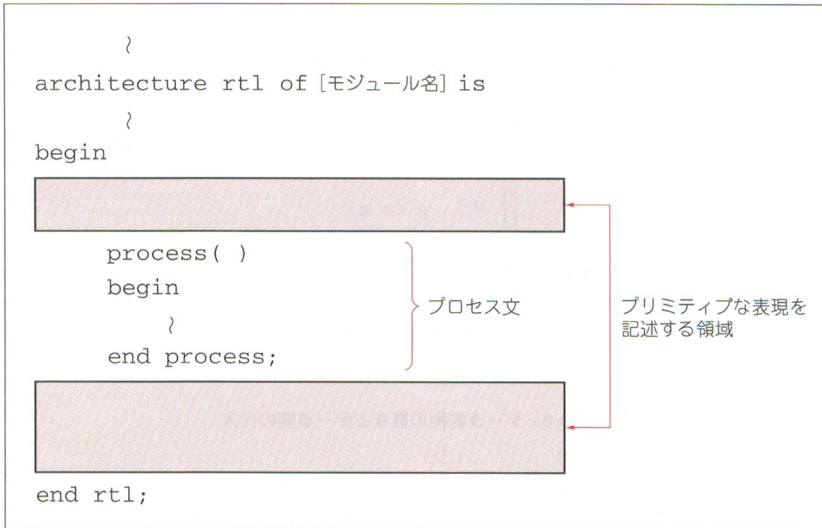 ~
architecture rtl of [モジュール名] is
~
begin
process( )
begin
~
end process;
プロセス文
プリミティブな表現を
記述する領域
end rtl;